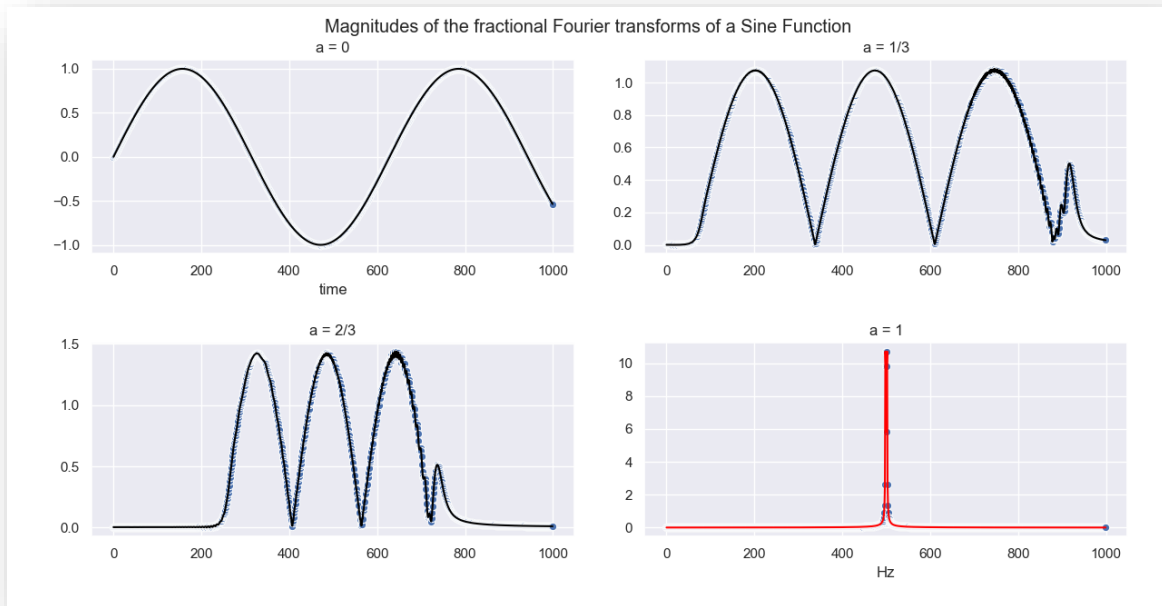 Magnitudes of the fractional Fourier transforms of a Sine Function
a = 0
1.0
0.5
0.0
−0.5
−1.0
0 200 400 600 800 1000
time
a = 1/3
1.0
0.8
0.6
0.4
0.2
0.0
0 200 400 600 800 1000
a = 2/3
1.5
1.0
0.5
0.0
0 200 400 600 800 1000
a = 1
10
8
6
4
2
0
0 200 400 600 800 1000
Hz